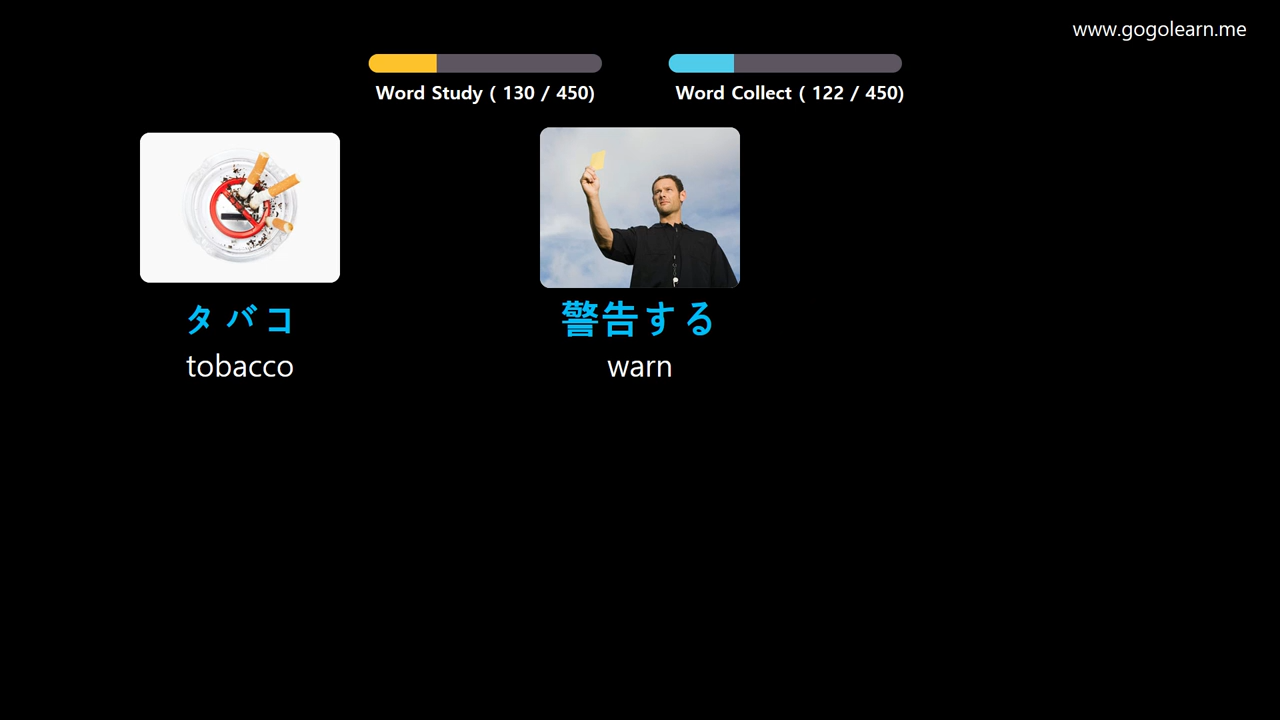 www.gogolearn.me
Word Study ( 130 / 450)
Word Collect ( 122 / 450)
タバコ
tobacco
警告する
warn